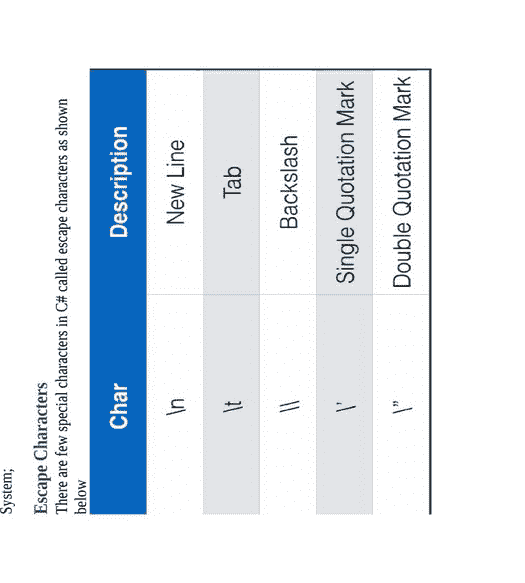 System;
Escape Characters
There are few special characters in C# called escape characters as shown
below
Char Description
\n New Line
\t Tab
\\ Backslash
\’ Single Quotation Mark
\” Double Quotation Mark